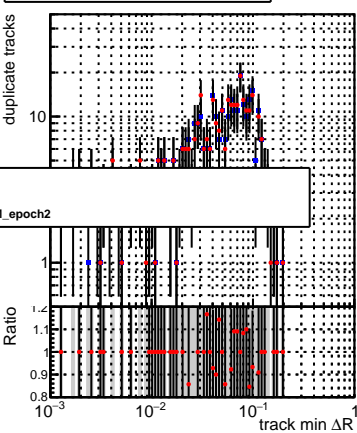 duplicate tracks
10
l_epoch2
1
Ratio
1.2
1.1
1
0.9
0.8
10⁻³
10⁻²
10⁻¹
1
track min ΔR